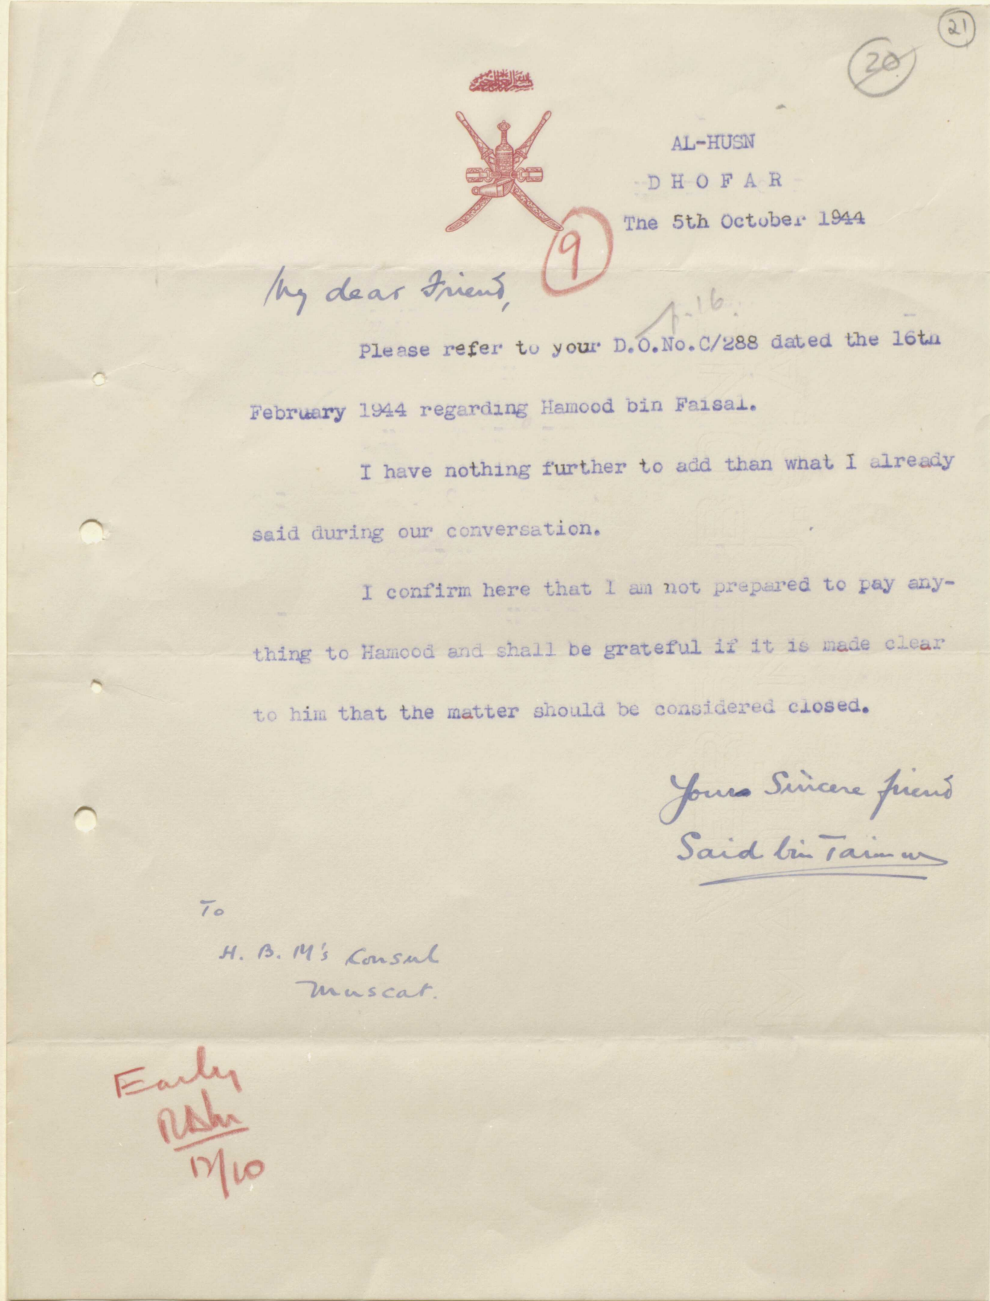 21
20
AL-HUSN
DHOFAR
The 5th October 1944
9
My dear Friend,
p.16.
Please refer to your D.O.No.C/288 dated the 16th
February 1944 regarding Hamood bin Faisal.
I have nothing further to add than what I already
said during our conversation.
I confirm here that I am not prepared to pay any-
thing to Hamood and shall be grateful if it is made clear
to him that the matter should be considered closed.
Yours Sincere friend
Said bin Taimur
To
H. B. M's Consul
Muscat.
Early
12/10